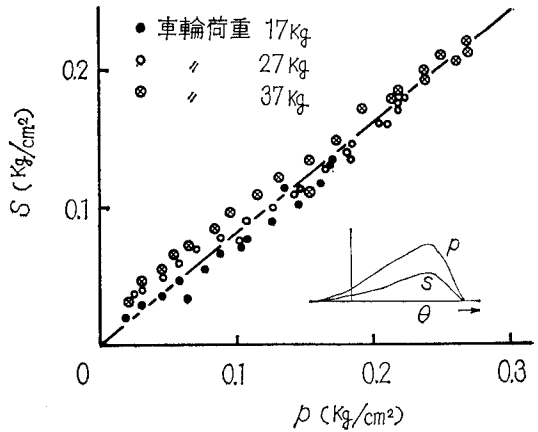 ● 車輪荷重 17Kg
○ 〃 27Kg
⊗ 〃 37Kg
S (Kg/cm²)
0.2
0.1
0
0.1
0.2
0.3
p (Kg/cm²)
p
S
θ